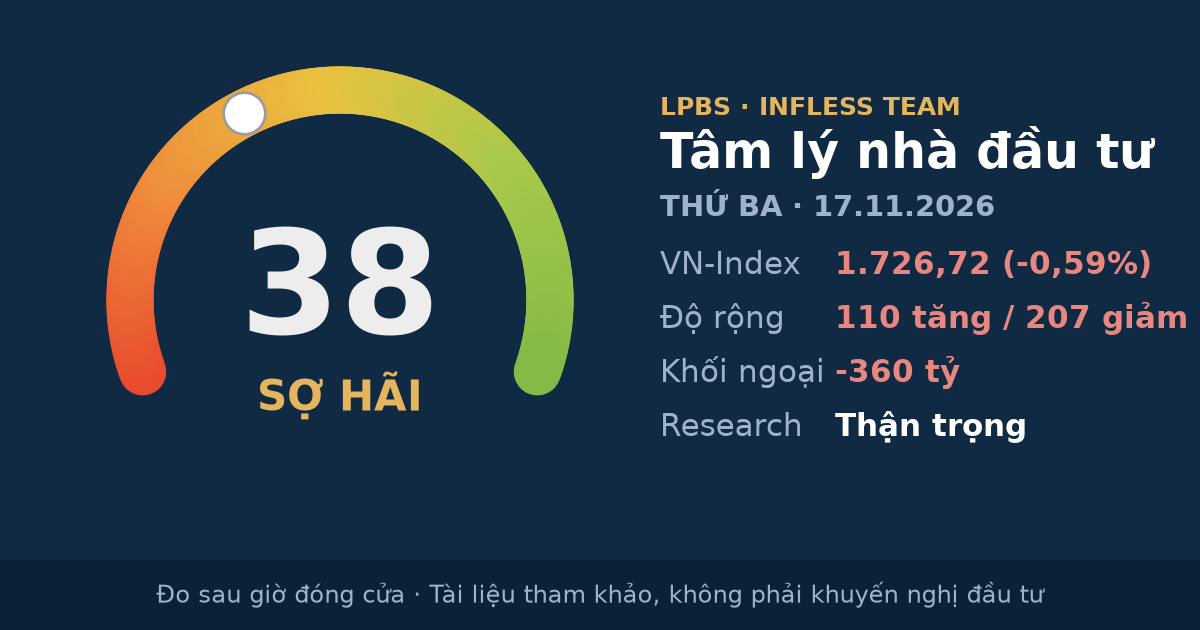 38
SỢ HÃI
LPBS · INFLESS TEAM
Tâm lý nhà đầu tư
THỨ BA · 17.11.2026
VN-Index 1.726,72 (-0,59%)
Độ rộng 110 tăng / 207 giảm
Khối ngoại -360 tỷ
Research Thận trọng
Đo sau giờ đóng cửa · Tài liệu tham khảo, không phải khuyến nghị đầu tư